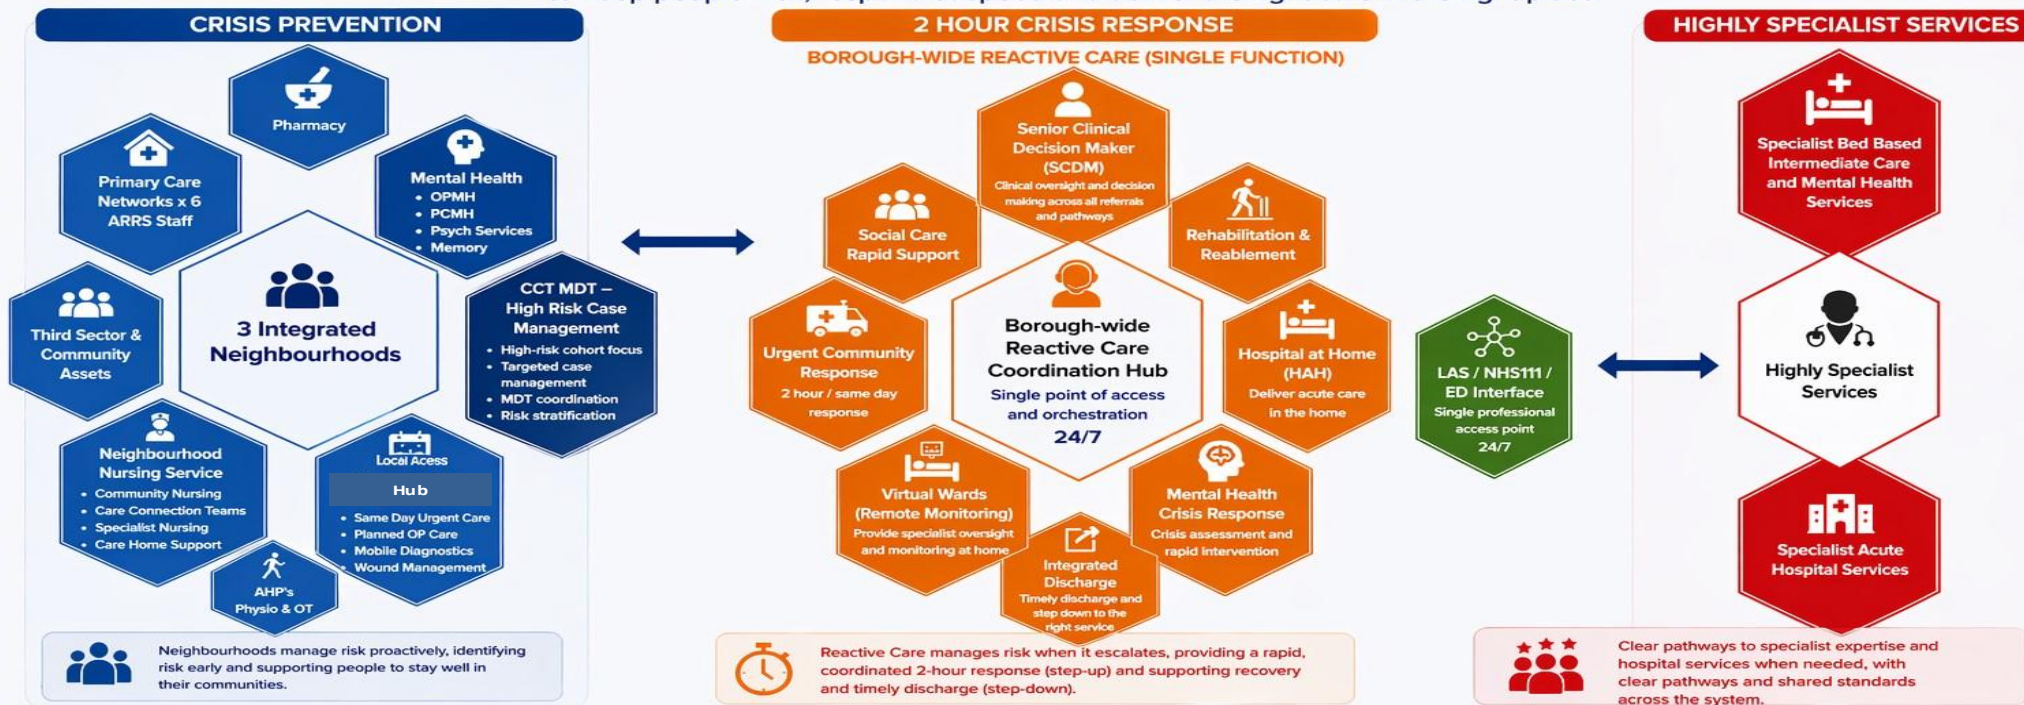 CRISIS PREVENTION
Pharmacy
Primary Care
Networks x 6
ARRS Staff
Mental Health
• OPMH
• PCMH
• Psych Services
• Memory
3 Integrated
Neighbourhoods
CCT MDT –
High Risk Case
Management
• High-risk cohort focus
• Targeted case
management
• MDT coordination
• Risk stratification
Third Sector &
Community
Assets
Neighbourhood
Nursing Service
• Community Nursing
• Care Connection Teams
• Specialist Nursing
• Care Home Support
Local Acess
Hub
• Same Day Urgent Care
• Planned OP Care
• Mobile Diagnostics
• Wound Management
AHP's
Physio & OT
Neighbourhoods manage risk proactively, identifying
risk early and supporting people to stay well in
their communities.
2 HOUR CRISIS RESPONSE
BOROUGH-WIDE REACTIVE CARE (SINGLE FUNCTION)
Senior Clinical
Decision Maker
(SCDM)
Clinical oversight and decision
making across all referrals
and pathways
Social Care
Rapid Support
Rehabilitation &
Reablement
Urgent Community
Response
2 hour / same day
response
Borough-wide
Reactive Care
Coordination Hub
Single point of access
and orchestration
24/7
Hospital at Home
(HAH)
Deliver acute care
in the home
Virtual Wards
(Remote Monitoring)
Provide specialist oversight
and monitoring at home
Mental Health
Crisis Response
Crisis assessment and
rapid intervention
Integrated
Discharge
Timely discharge and
step down to the
right service
Reactive Care manages risk when it escalates, providing a rapid,
coordinated 2-hour response (step-up) and supporting recovery
and timely discharge (step-down).
LAS / NHS111 /
ED Interface
Single professional
access point
24/7
HIGHLY SPECIALIST SERVICES
Specialist Bed Based
Intermediate Care
and Mental Health
Services
Highly Specialist
Services
Specialist Acute
Hospital Services
Clear pathways to specialist expertise and
hospital services when needed, with
clear pathways and shared standards
across the system.